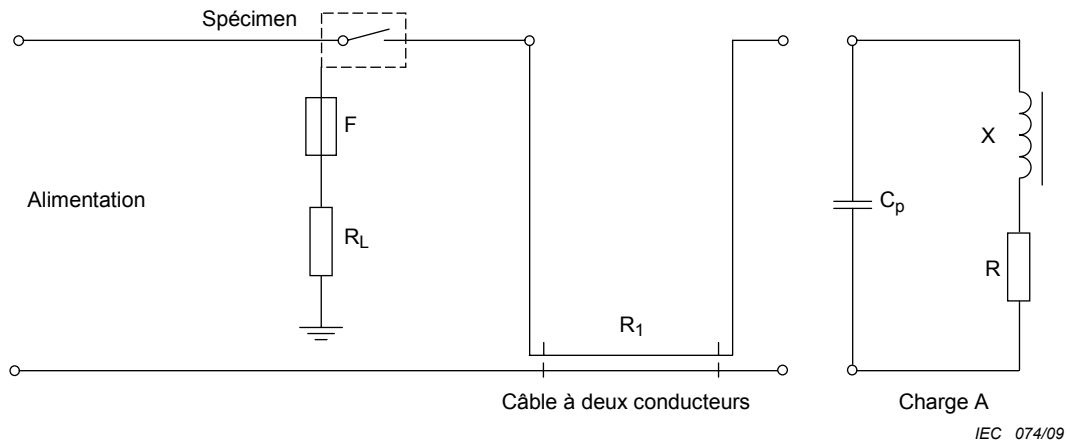 Spécimen
F
Alimentation
R_L
R_1
Câble à deux conducteurs
C_p
X
R
Charge A
IEC 074/09